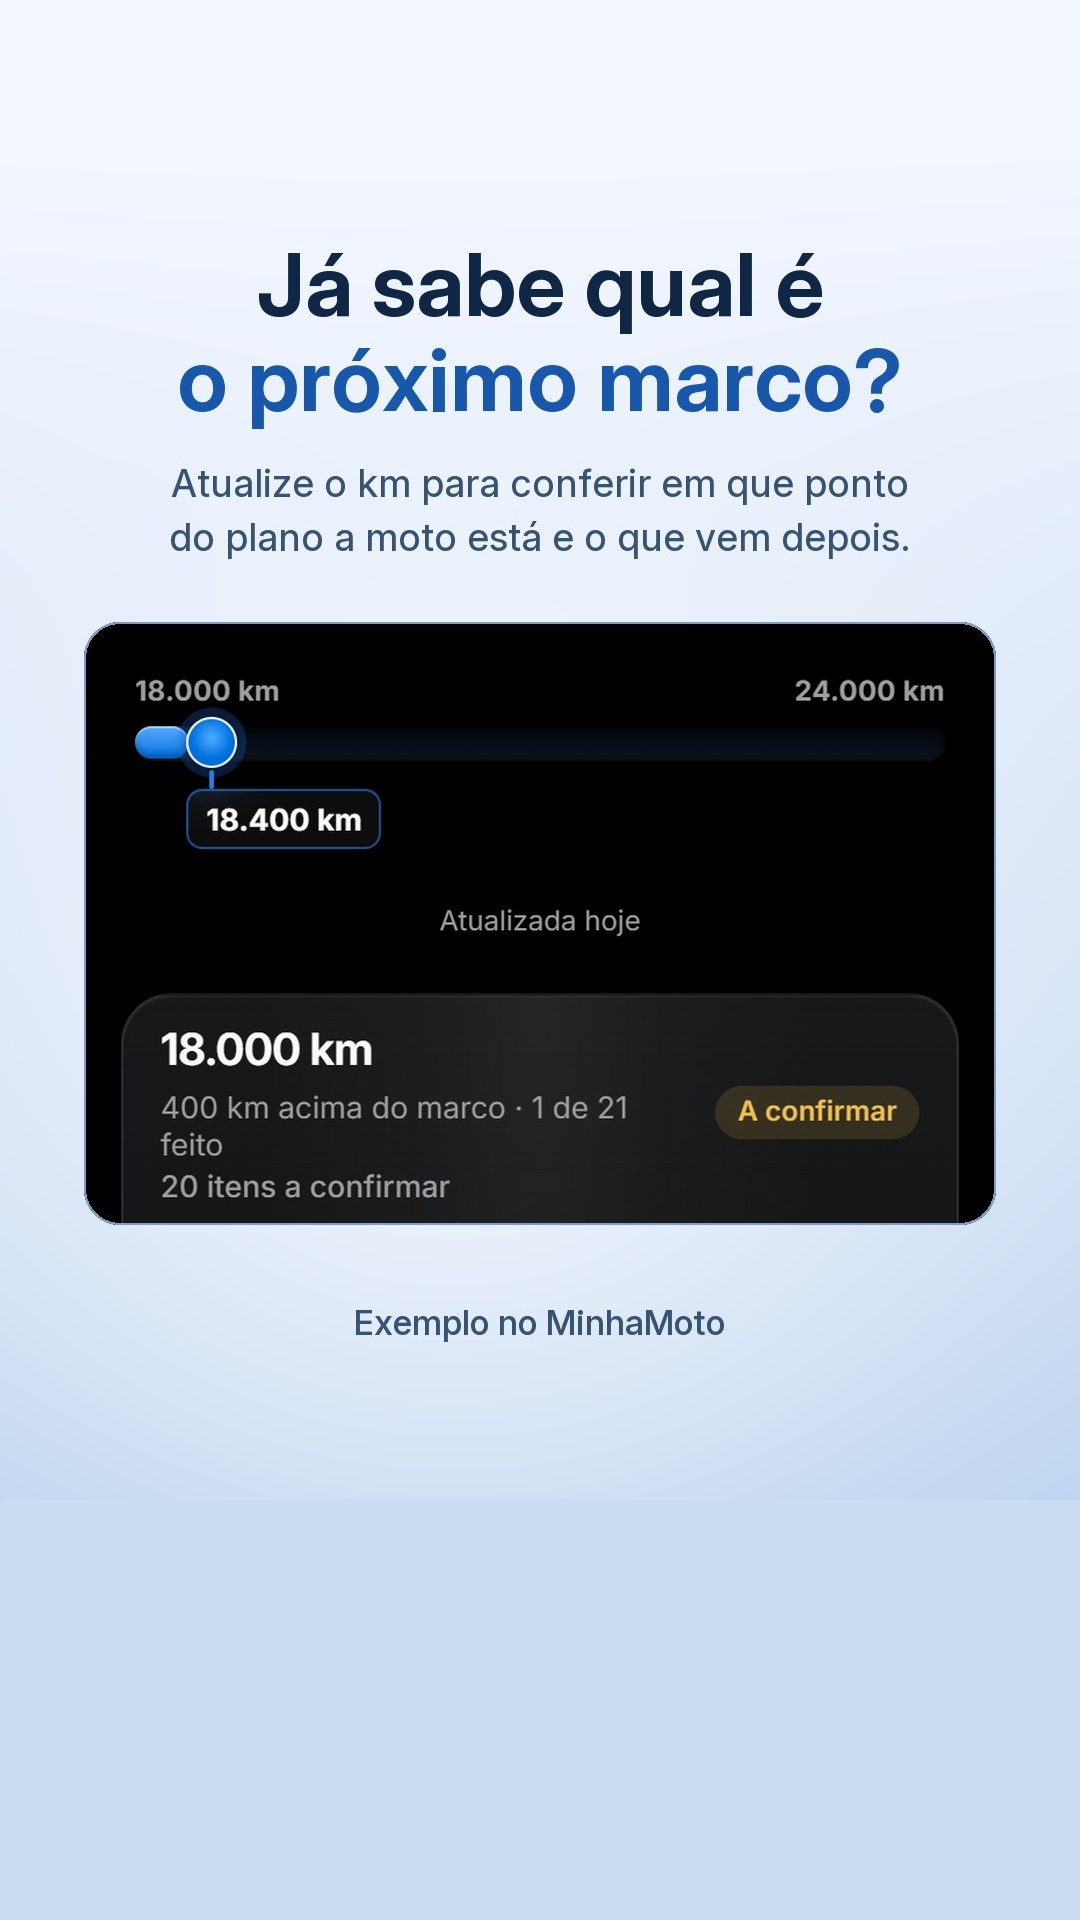 Já sabe qual é
o próximo marco?
Atualize o km para conferir em que ponto
do plano a moto está e o que vem depois.
18.000 km
24.000 km
18.400 km
Atualizada hoje
18.000 km
400 km acima do marco · 1 de 21
feito
A confirmar
20 itens a confirmar
Exemplo no MinhaMoto